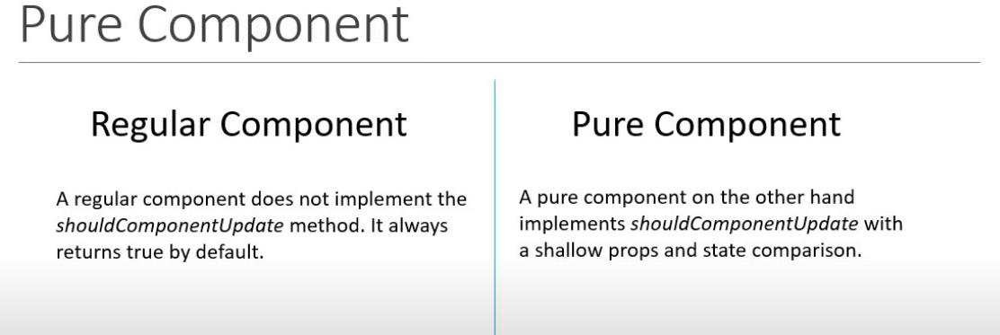 Pure Component
Regular Component
A regular component does not implement the
shouldComponentUpdate method. It always
returns true by default.
Pure Component
A pure component on the other hand
implements shouldComponentUpdate with
a shallow props and state comparison.